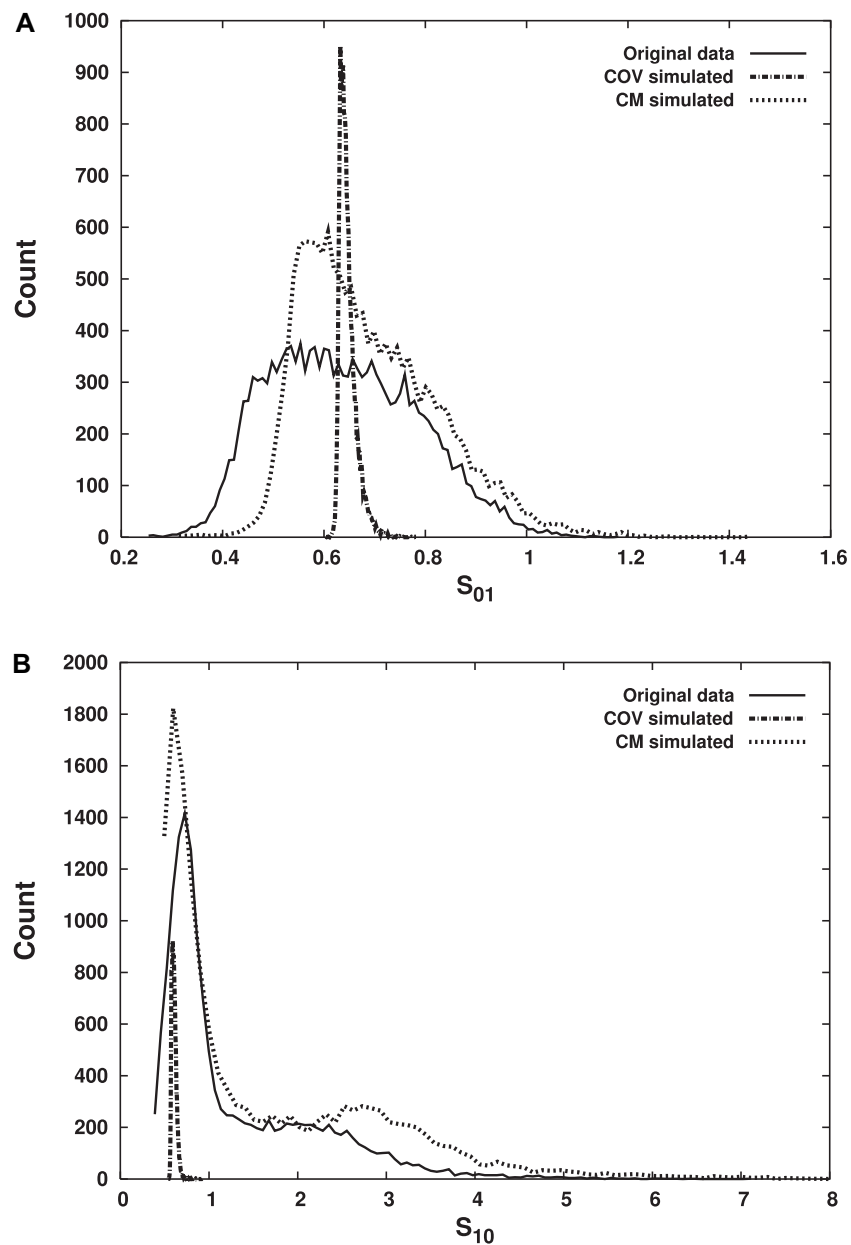 A
1000
900
800
700
600
500
400
300
200
100
0
Count
Original data
COV simulated
CM simulated
0.2 0.4 0.6 0.8 1 1.2 1.4 1.6
S01
B
2000
1800
1600
1400
1200
1000
800
600
400
200
0
Count
Original data
COV simulated
CM simulated
0 1 2 3 4 5 6 7 8
S10